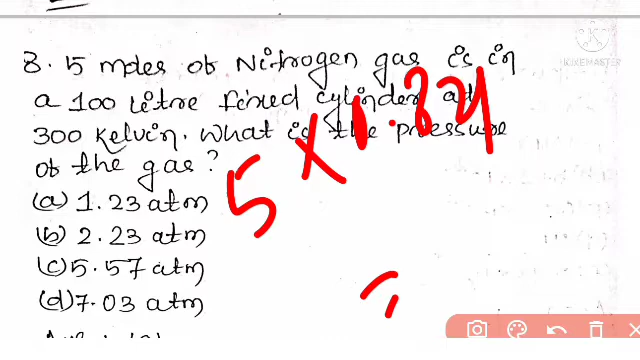 8. 5 moles of Nitrogen gas is in
a 100 litre fixed cylinder at
300 Kelvin. What is the pressure
of the gas?
(a) 1.23 atm
(b) 2.23 atm
(c) 5.57 atm
(d) 7.03 atm
5 x 1.
=
KINEMASTER